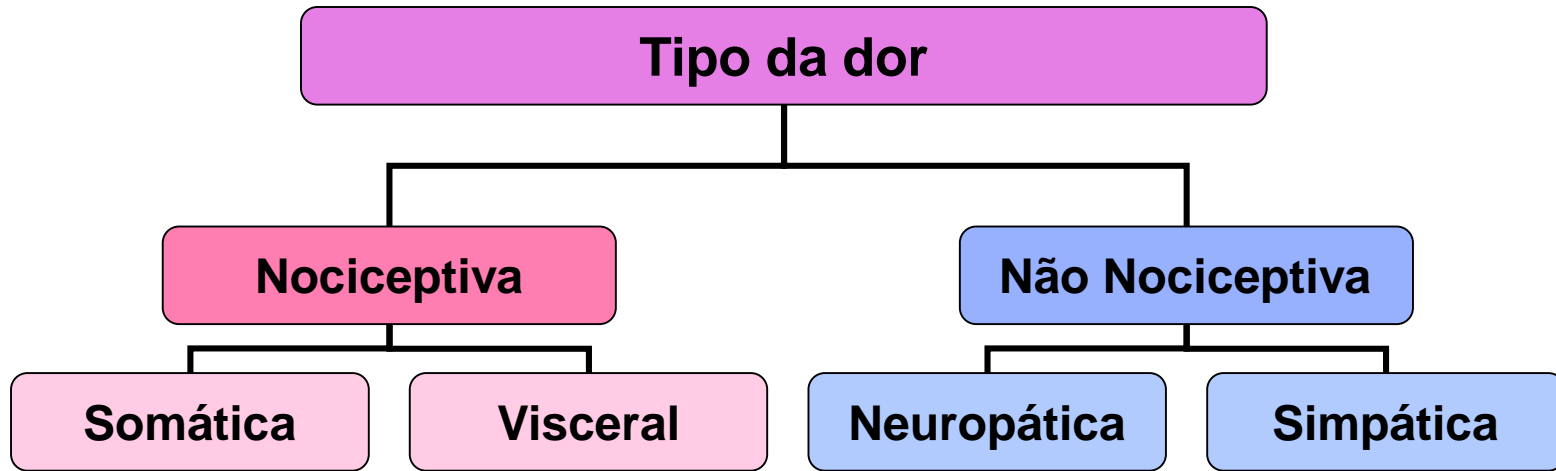 Tipo da dor
Nociceptiva
Não Nociceptiva
Somática
Visceral
Neuropática
Simpática